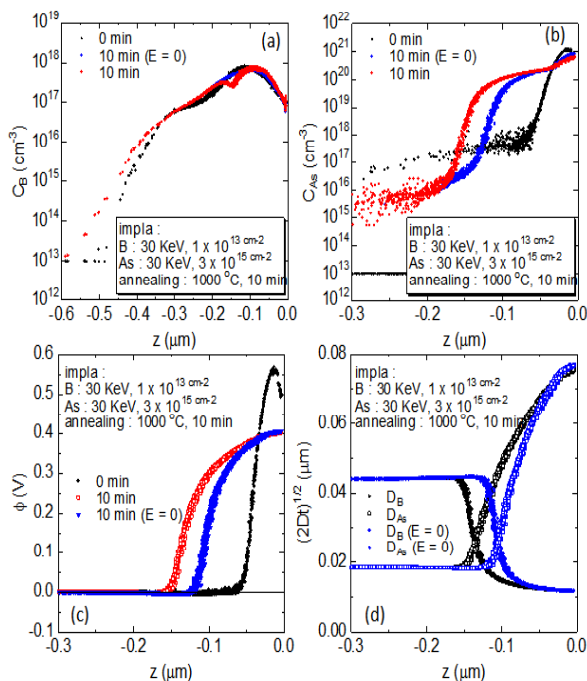 (a)
0 min
10 min (E = 0)
10 min
10^19
10^18
10^17
10^16
10^15
10^14
10^13
10^12
C_B (cm^-3)
impla :
B : 30 KeV, 1 x 10^13 cm-2
As : 30 KeV, 3 x 10^15 cm-2
annealing : 1000 °C, 10 min
-0.6 -0.5 -0.4 -0.3 -0.2 -0.1 0.0
z (μm)
(b)
0 min
10 min (E = 0)
10 min
10^22
10^21
10^20
10^19
10^18
10^17
10^16
10^15
10^14
10^13
10^12
C_As (cm^-3)
impla :
B : 30 KeV, 1 x 10^13 cm-2
As : 30 KeV, 3 x 10^15 cm-2
annealing : 1000 °C, 10 min
-0.3 -0.2 -0.1 0.0
z (μm)
impla :
B : 30 KeV, 1 x 10^13 cm-2
As : 30 KeV, 3 x 10^15 cm-2
annealing : 1000 °C, 10 min
0.6
0.5
0.4
0.3
0.2
0.1
0.0
-0.1
ϕ (V)
0 min
10 min
10 min (E = 0)
(c)
-0.3 -0.2 -0.1 0.0
z (μm)
(d)
impla :
B : 30 KeV, 1 x 10^13 cm-2
As : 30 KeV, 3 x 10^15 cm-2
annealing : 1000 °C, 10 min
0.08
0.06
0.04
0.02
0.00
(2Dt)^1/2 (μm)
D_B
D_As
D_B (E = 0)
D_As (E = 0)
-0.3 -0.2 -0.1 0.0
z (μm)